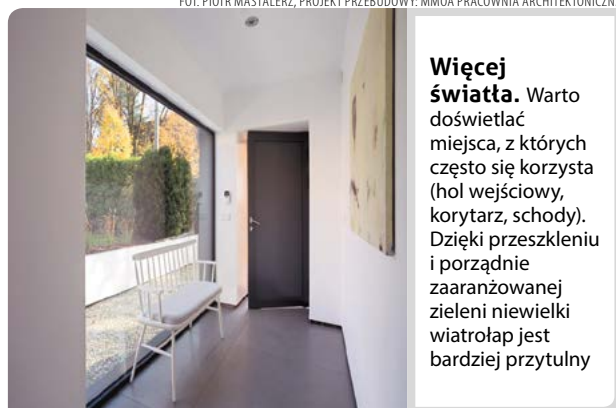 FOT. PIOTR MASTALERZ, PROJEKT PRZEBUDOWY: MMOA PRACOWNIA ARCHITEKTONICZN
Więcej
światła. Warto
doświetlać
miejsca, z których
często się korzysta
(hol wejściowy,
korytarz, schody).
Dzięki przeszkleniu
i porządnie
zaaranżowanej
zieleni niewielki
wiatrołap jest
bardziej przytulny